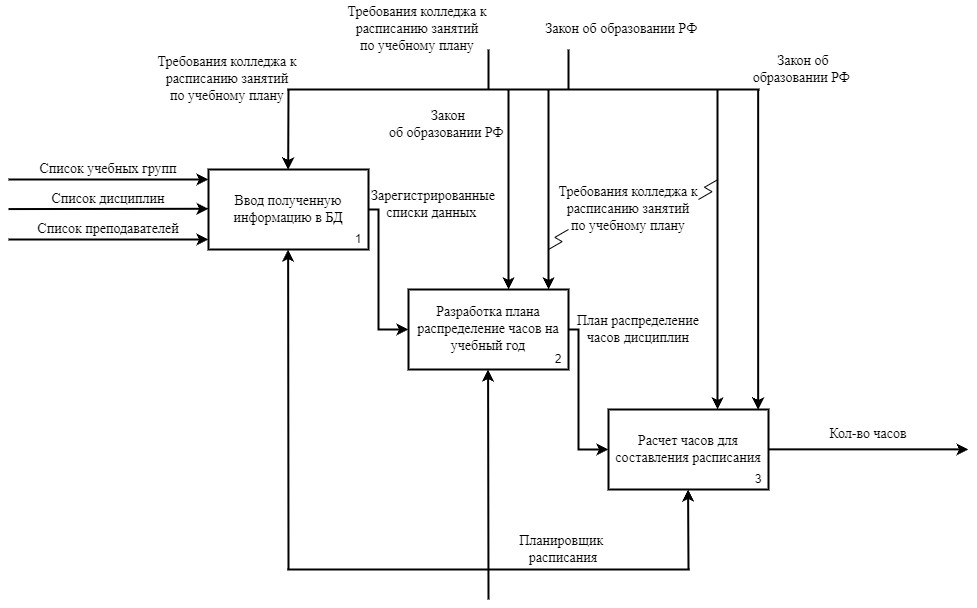 Требования колледжа к
расписанию занятий
по учебному плану
Закон об образовании РФ
Требования колледжа к
расписанию занятий
по учебному плану
Закон об
образовании РФ
Закон
об образовании РФ
Список учебных групп
Список дисциплин
Список преподавателей
Ввод полученную
информацию в БД
1
Зарегистрированные
списки данных
Требования колледжа к
расписанию занятий
по учебному плану
Разработка плана
распределение часов на
учебный год
2
План распределение
часов дисциплин
Расчет часов для
составления расписания
3
Кол-во часов
Планировщик
расписания